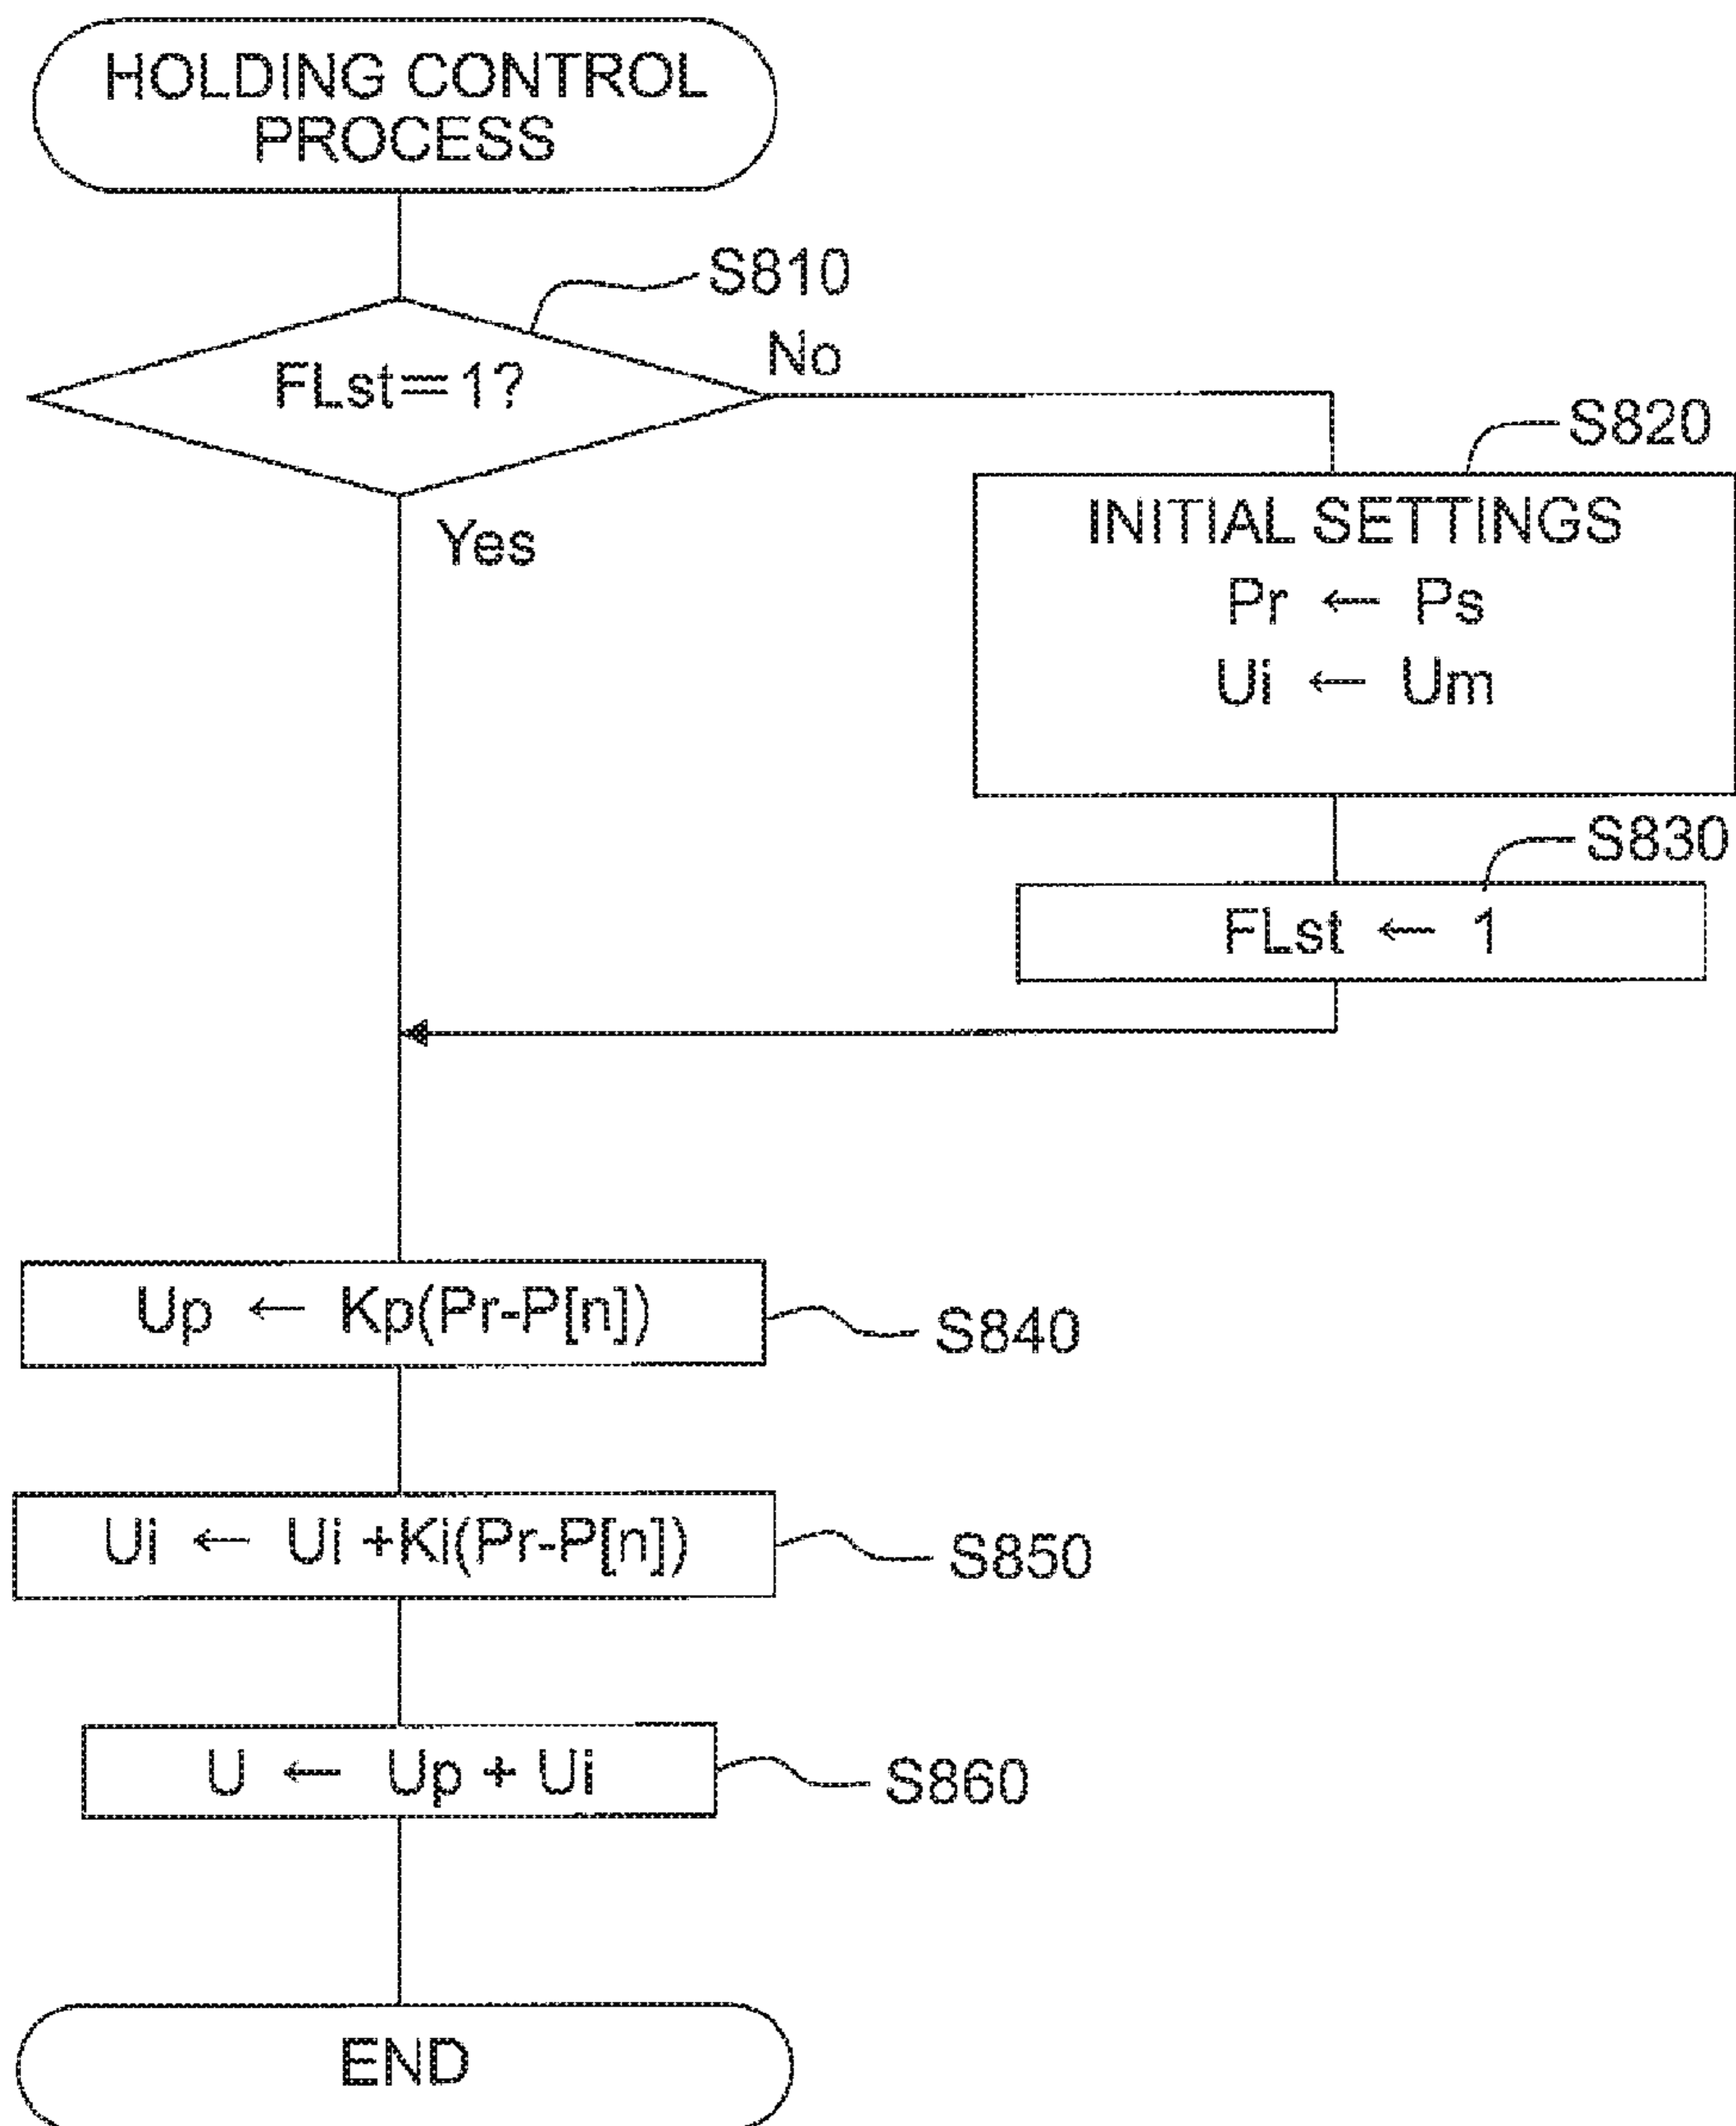 HOLDING CONTROL
PROCESS
S810
FLst＝1?
No
Yes
S820
INITIAL SETTINGS
Pr ← Ps
Ui ← Um
S830
FLst ← 1
Up ← Kp(Pr-P[n])
S840
Ui ← Ui +Ki(Pr-P[n])
S850
U ← Up + Ui
S860
END